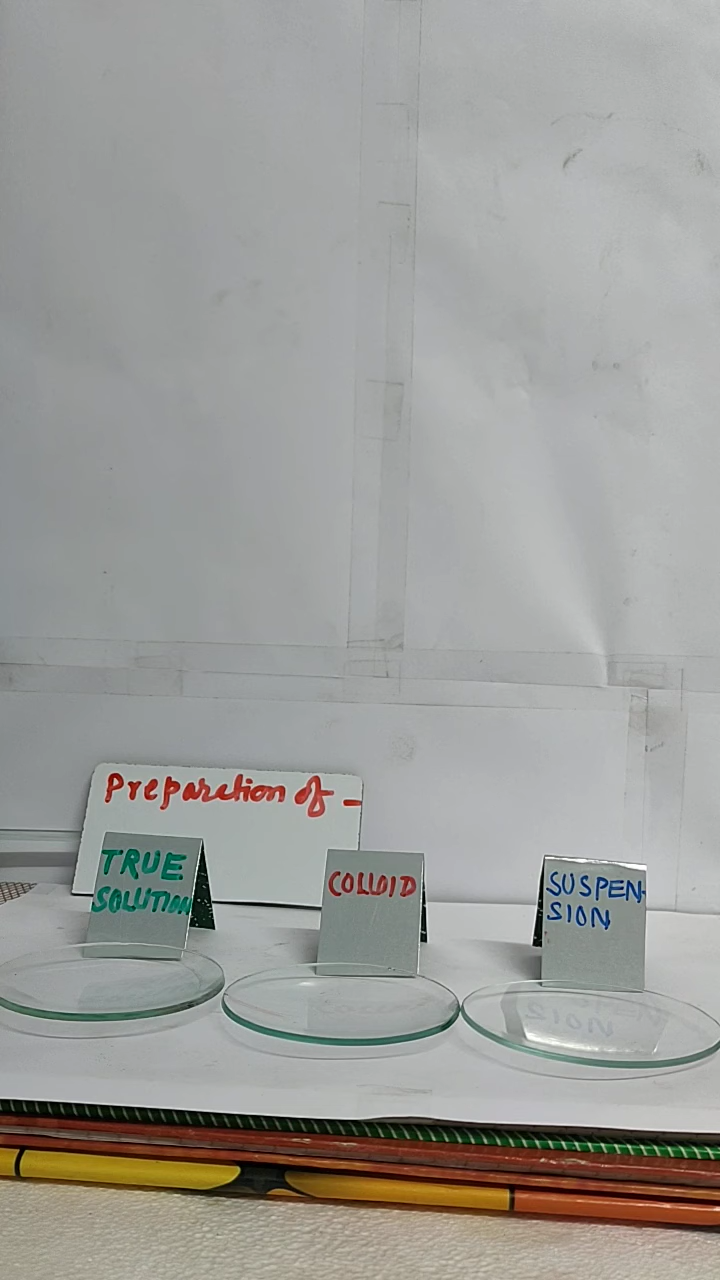 Preparation of -
TRUE
SOLUTION
COLLOID
SUSPEN-
SION